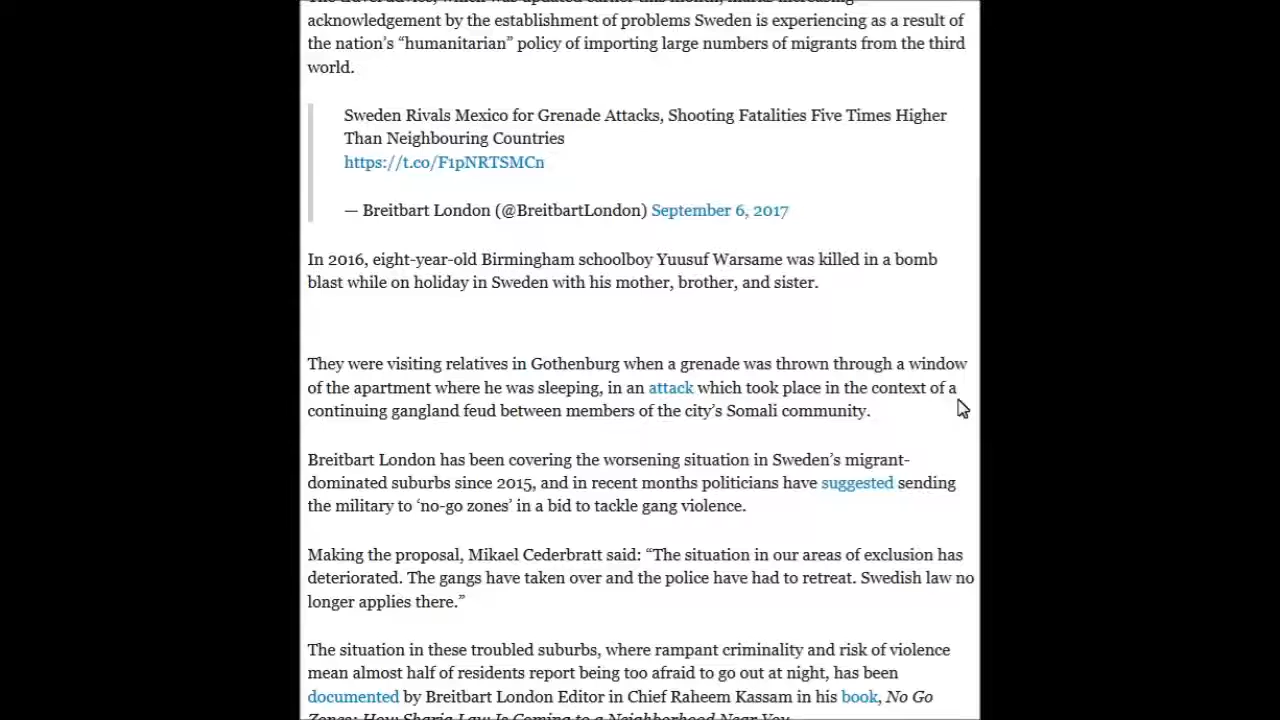 acknowledgement by the establishment of problems Sweden is experiencing as a result of
the nation's “humanitarian” policy of importing large numbers of migrants from the third
world.
Sweden Rivals Mexico for Grenade Attacks, Shooting Fatalities Five Times Higher
Than Neighbouring Countries
https://t.co/F1pNRTSMCn
— Breitbart London (@BreitbartLondon) September 6, 2017
In 2016, eight-year-old Birmingham schoolboy Yuusuf Warsame was killed in a bomb
blast while on holiday in Sweden with his mother, brother, and sister.
They were visiting relatives in Gothenburg when a grenade was thrown through a window
of the apartment where he was sleeping, in an attack which took place in the context of a
continuing gangland feud between members of the city's Somali community.
Breitbart London has been covering the worsening situation in Sweden's migrant-
dominated suburbs since 2015, and in recent months politicians have suggested sending
the military to ‘no-go zones’ in a bid to tackle gang violence.
Making the proposal, Mikael Cederbratt said: “The situation in our areas of exclusion has
deteriorated. The gangs have taken over and the police have had to retreat. Swedish law no
longer applies there.”
The situation in these troubled suburbs, where rampant criminality and risk of violence
mean almost half of residents report being too afraid to go out at night, has been
documented by Breitbart London Editor in Chief Raheem Kassam in his book, No Go
Zones: How Sharia Law Is Coming to a Neighborhood Near You